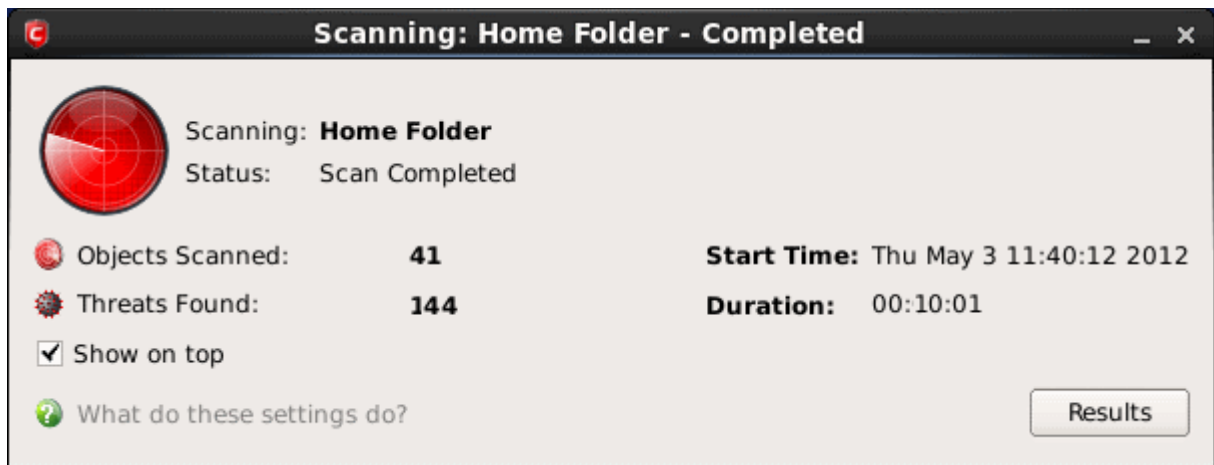 Scanning: Home Folder - Completed
Scanning: Home Folder
Status: Scan Completed
Objects Scanned: 41
Start Time: Thu May 3 11:40:12 2012
Threats Found: 144
Duration: 00:10:01
Show on top
What do these settings do?
Results